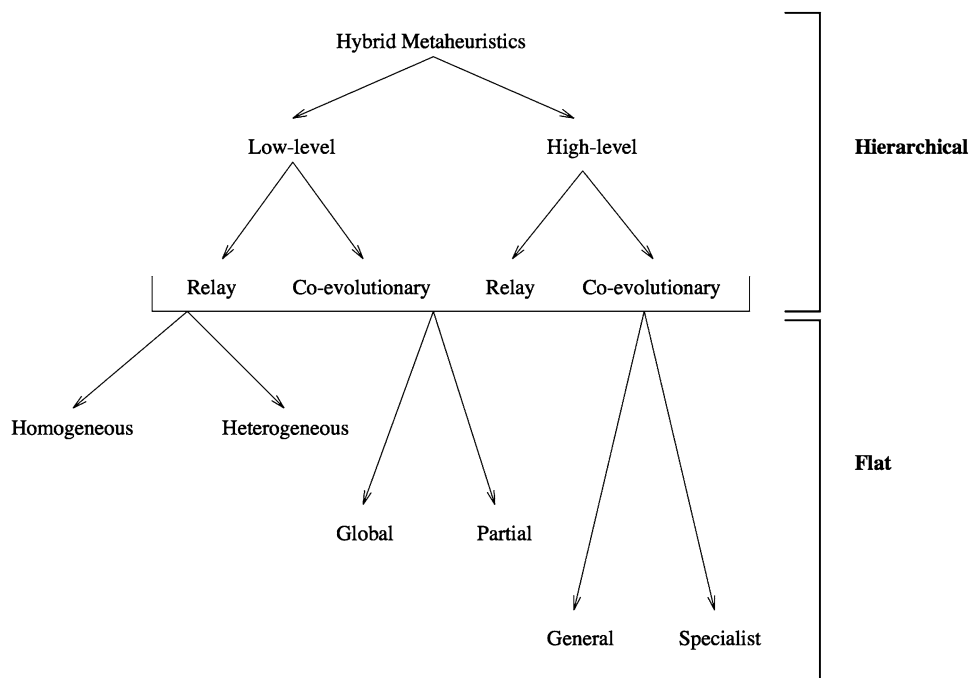 Hybrid Metaheuristics
Low-level
High-level
Hierarchical
Relay
Co-evolutionary
Relay
Co-evolutionary
Homogeneous
Heterogeneous
Flat
Global
Partial
General
Specialist